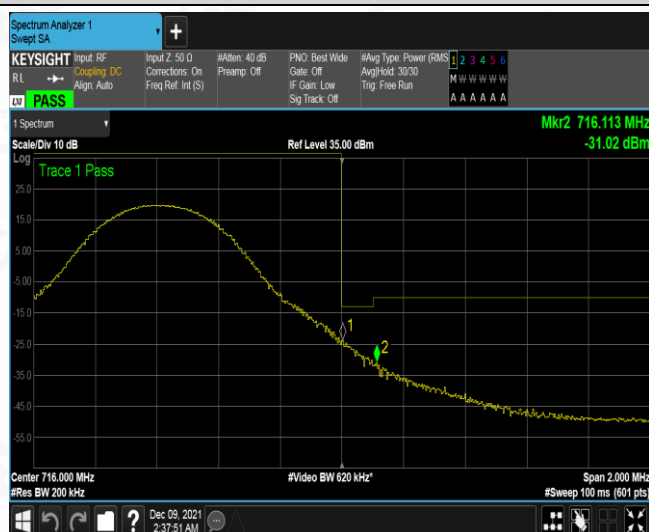 Spectrum Analyzer 1
Swept SA
+
KEYSIGHT
RL
LXI PASS
Input: RF
Coupling: DC
Align: Auto
Input Z: 50 Ω
Corrections: On
Freq Ref: Int (S)
#Atten: 40 dB
Preamp: Off
PNO: Best Wide
Gate: Off
IF Gain: Low
Sig Track: Off
#Avg Type: Power (RMS
Avg|Hold: 30/30
Trig: Free Run
1 2 3 4 5 6
M W W W W W
A A A A A A
1 Spectrum
Scale/Div 10 dB
Ref Level 35.00 dBm
Mkr2 716.113 MHz
-31.02 dBm
Log
Trace 1 Pass
25.0
15.0
5.00
-5.00
-15.0
-25.0
-35.0
-45.0
-55.0
1
2
Center 716.000 MHz
#Video BW 620 kHz*
Span 2.000 MHz
#Res BW 200 kHz
#Sweep 100 ms (601 pts)
?
Dec 09, 2021
2:37:51 AM